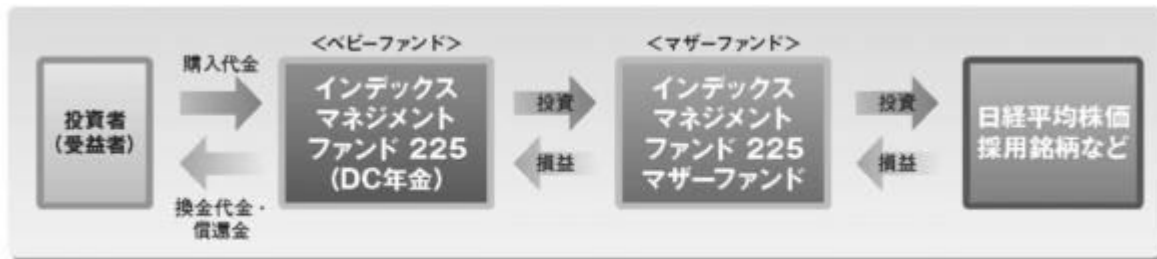 <ベビーファンド>
<マザーファンド>
購入代金
投資者
(受益者)
換金代金・
償還金
インデックス
マネジメント
ファンド 225
(DC年金)
投資
損益
インデックス
マネジメント
ファンド 225
マザーファンド
投資
損益
日経平均株価
採用銘柄など